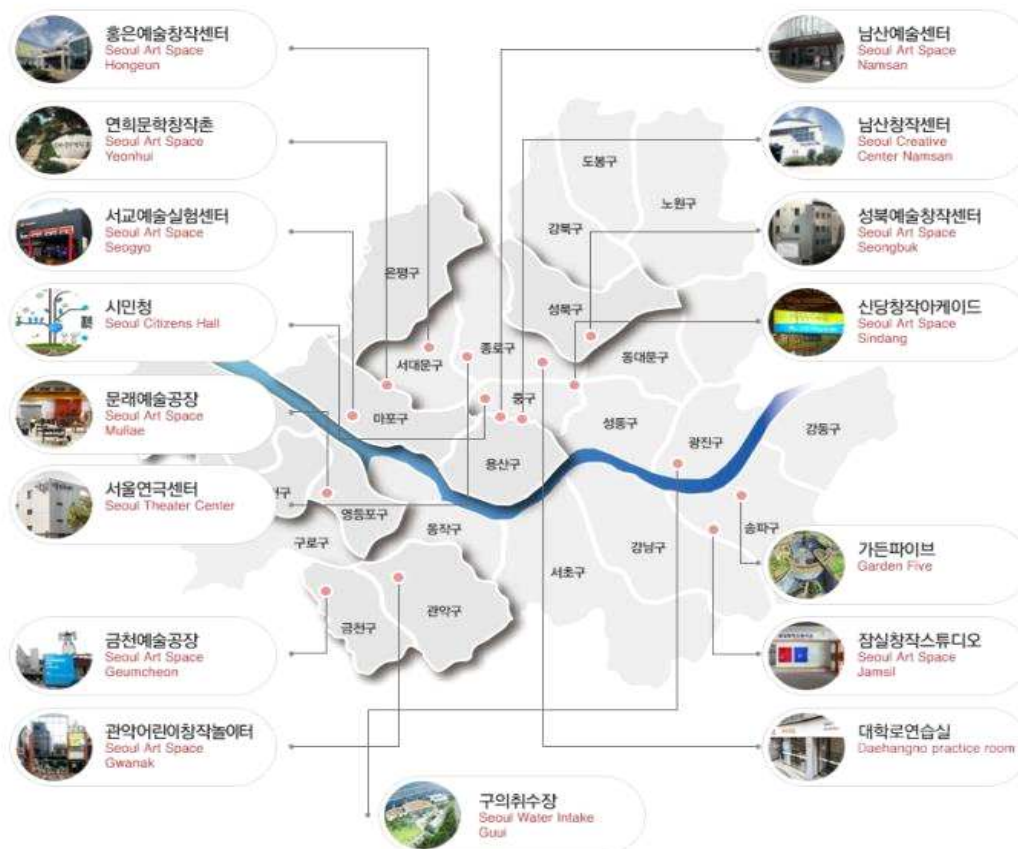 홍은예술창작센터
Seoul Art Space
Hongeun
연희문학창작촌
Seoul Art Space
Yeonhui
서교예술실험센터
Seoul Art Space
Seogyo
시민청
Seoul Citizens Hall
문래예술공장
Seoul Art Space
Mullae
서울연극센터
Seoul Theater Center
금천예술공장
Seoul Art Space
Geumcheon
관악어린이창작놀이터
Seoul Art Space
Gwanak
도봉구
노원구
강북구
은평구
성북구
서대문구
종로구
동대문구
중구
마포구
성동구
광진구
강동구
용산구
영등포구
동작구
구로구
강남구
송파구
서초구
금천구
관악구
남산예술센터
Seoul Art Space
Namsan
남산창작센터
Seoul Creative
Center Namsan
성북예술창작센터
Seoul Art Space
Seongbuk
신당창작아케이드
Seoul Art Space
Sindang
가든파이브
Garden Five
잠실창작스튜디오
Seoul Art Space
Jamsil
대학로연습실
Daehangno practice room
구의취수장
Seoul Water Intake
Guui